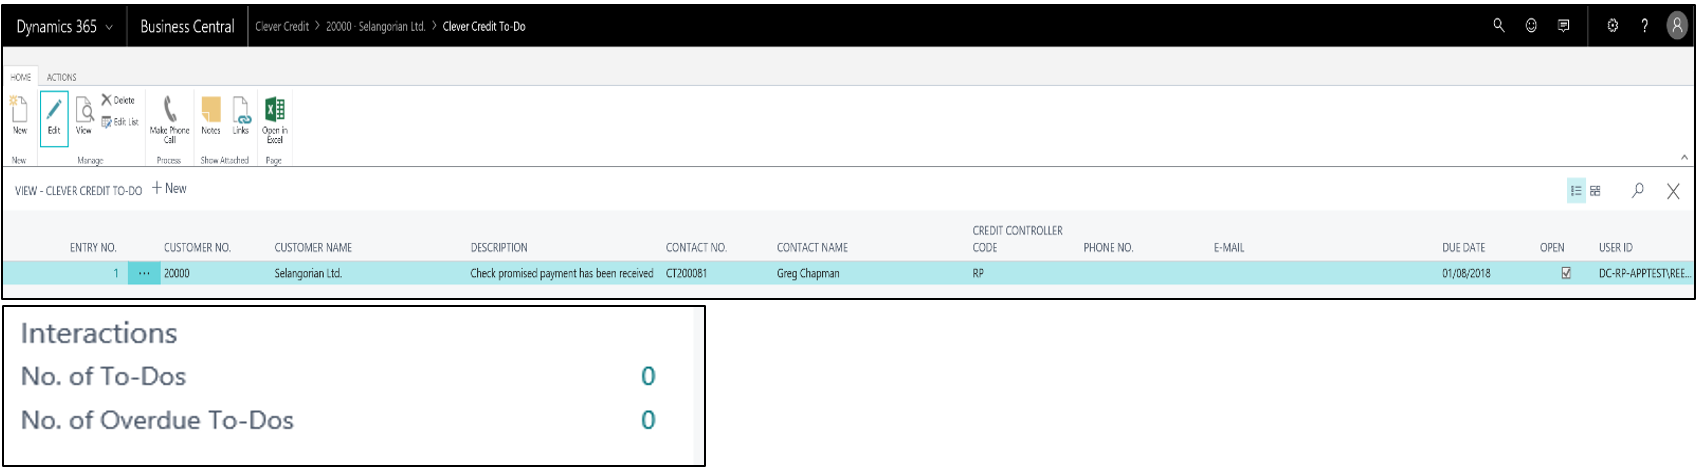 Dynamics 365 Business Central Clever Credit > 20000 · Selangorian Ltd. > Clever Credit To-Do
HOME ACTIONS
New
Edit
View
Delete
Edit List
Make Phone Call
Notes
Links
Open in Excel
New Manage Process Show Attached Page
VIEW - CLEVER CREDIT TO-DO + New
ENTRY NO. CUSTOMER NO. CUSTOMER NAME DESCRIPTION CONTACT NO. CONTACT NAME CREDIT CONTROLLER CODE PHONE NO. E-MAIL DUE DATE OPEN USER ID
1 ... 20000 Selangorian Ltd. Check promised payment has been received CT200081 Greg Chapman RP 01/08/2018 DC-RP-APPTEST\REE...
Interactions
No. of To-Dos 0
No. of Overdue To-Dos 0